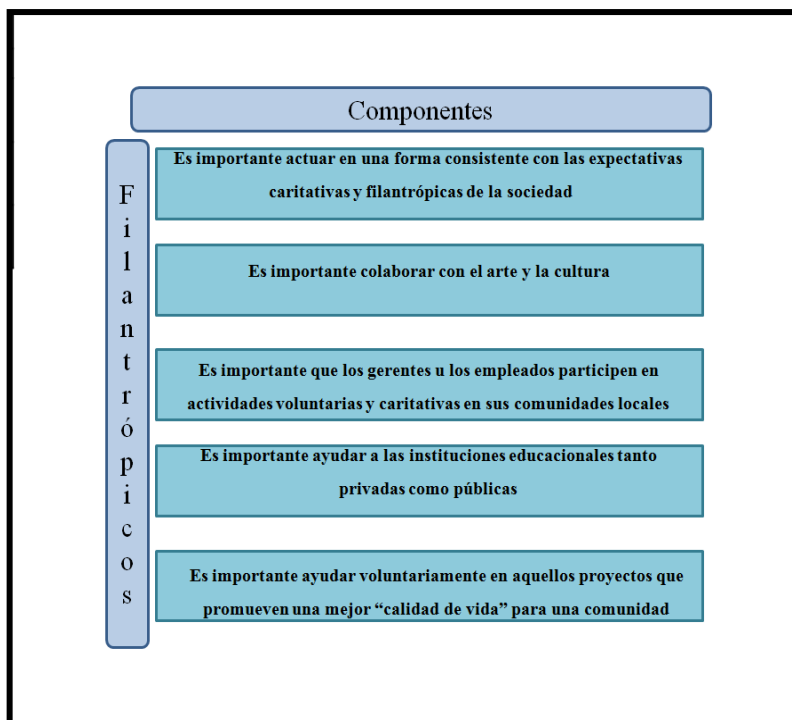 Componentes
Filantrópicos
Es importante actuar en una forma consistente con las expectativas
caritativas y filantrópicas de la sociedad
Es importante colaborar con el arte y la cultura
Es importante que los gerentes u los empleados participen en
actividades voluntarias y caritativas en sus comunidades locales
Es importante ayudar a las instituciones educacionales tanto
privadas como públicas
Es importante ayudar voluntariamente en aquellos proyectos que
promueven una mejor “calidad de vida” para una comunidad